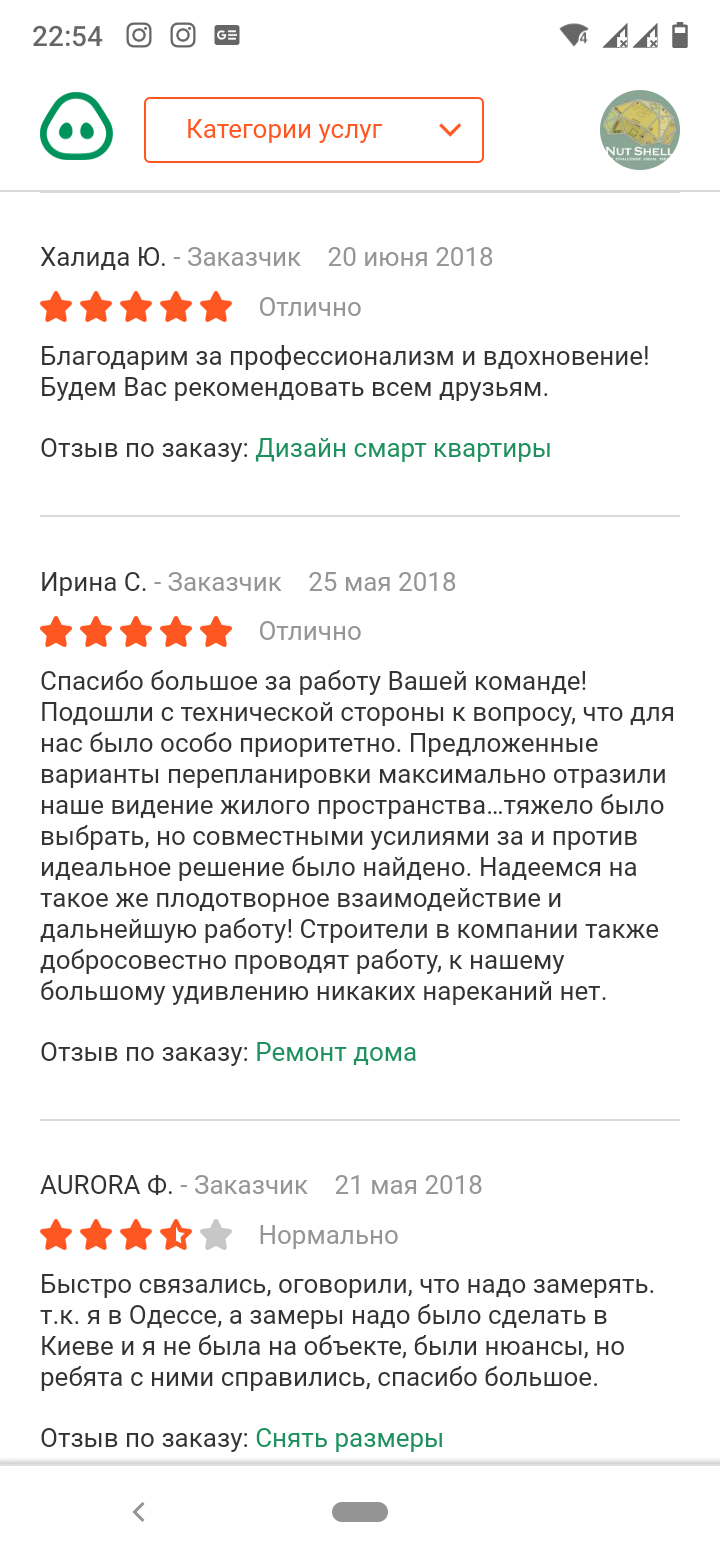 22:54
GE
4
Категории услуг
NUT SHELL
Халида Ю. - Заказчик 20 июня 2018
Отлично
Благодарим за профессионализм и вдохновение!
Будем Вас рекомендовать всем друзьям.
Отзыв по заказу: Дизайн смарт квартиры
Ирина С. - Заказчик 25 мая 2018
Отлично
Спасибо большое за работу Вашей команде!
Подошли с технической стороны к вопросу, что для
нас было особо приоритетно. Предложенные
варианты перепланировки максимально отразили
наше видение жилого пространства...тяжело было
выбрать, но совместными усилиями за и против
идеальное решение было найдено. Надеемся на
такое же плодотворное взаимодействие и
дальнейшую работу! Строители в компании также
добросовестно проводят работу, к нашему
большому удивлению никаких нареканий нет.
Отзыв по заказу: Ремонт дома
AURORA Ф. - Заказчик 21 мая 2018
Нормально
Быстро связались, оговорили, что надо замерять.
т.к. я в Одессе, а замеры надо было сделать в
Киеве и я не была на объекте, были нюансы, но
ребята с ними справились, спасибо большое.
Отзыв по заказу: Снять размеры